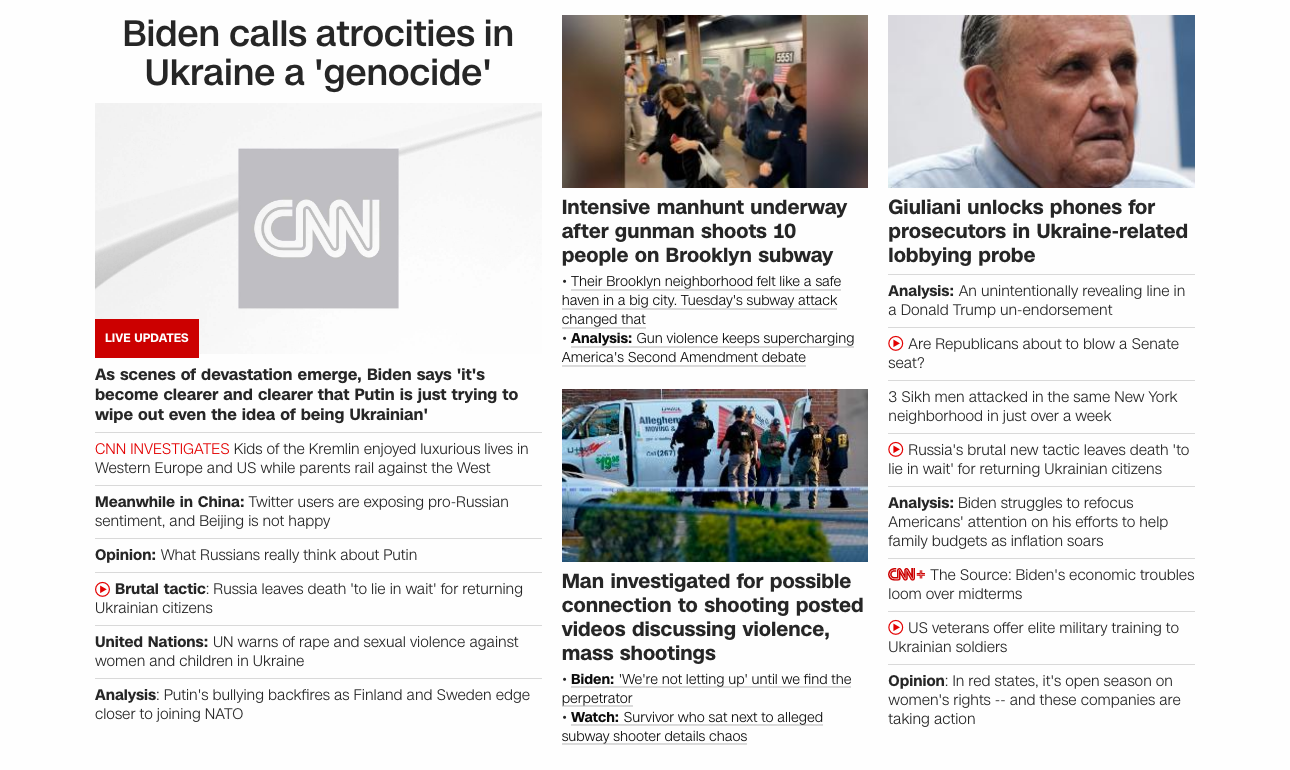 Biden calls atrocities in
Ukraine a 'genocide'
CNN
LIVE UPDATES
As scenes of devastation emerge, Biden says 'it's
become clearer and clearer that Putin is just trying to
wipe out even the idea of being Ukrainian'
CNN INVESTIGATES Kids of the Kremlin enjoyed luxurious lives in
Western Europe and US while parents rail against the West
Meanwhile in China: Twitter users are exposing pro-Russian
sentiment, and Beijing is not happy
Opinion: What Russians really think about Putin
Brutal tactic: Russia leaves death 'to lie in wait' for returning
Ukrainian citizens
United Nations: UN warns of rape and sexual violence against
women and children in Ukraine
Analysis: Putin's bullying backfires as Finland and Sweden edge
closer to joining NATO
5551
Intensive manhunt underway
after gunman shoots 10
people on Brooklyn subway
• Their Brooklyn neighborhood felt like a safe
haven in a big city. Tuesday's subway attack
changed that
• Analysis: Gun violence keeps supercharging
America's Second Amendment debate
Allegheny
MOVING &
Call (267)
U-HAUL
$19.95
Man investigated for possible
connection to shooting posted
videos discussing violence,
mass shootings
• Biden: 'We're not letting up' until we find the
perpetrator
• Watch: Survivor who sat next to alleged
subway shooter details chaos
Giuliani unlocks phones for
prosecutors in Ukraine-related
lobbying probe
Analysis: An unintentionally revealing line in
a Donald Trump un-endorsement
Are Republicans about to blow a Senate
seat?
3 Sikh men attacked in the same New York
neighborhood in just over a week
Russia's brutal new tactic leaves death 'to
lie in wait' for returning Ukrainian citizens
Analysis: Biden struggles to refocus
Americans' attention on his efforts to help
family budgets as inflation soars
CNN+ The Source: Biden's economic troubles
loom over midterms
US veterans offer elite military training to
Ukrainian soldiers
Opinion: In red states, it's open season on
women's rights -- and these companies are
taking action